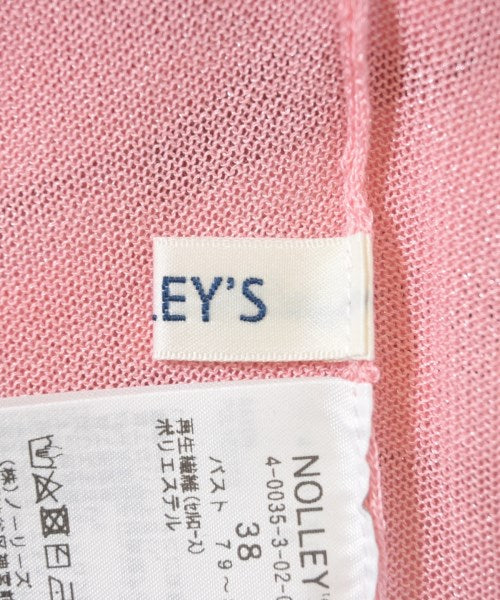 LEY'S
NOLLEY'
4-0035-3-02-0
38
バスト 79~
再生繊維(セルロース)
ポリエステル
(株)ノーリーズ